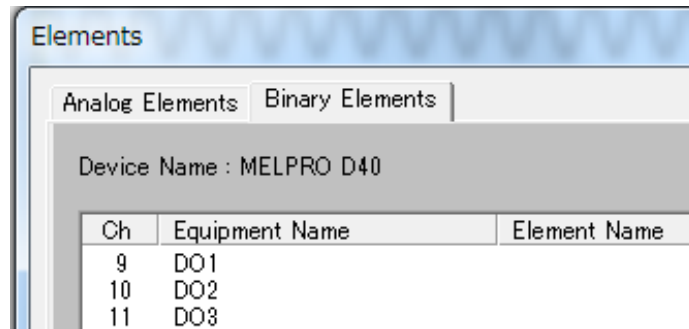 Elements
Analog Elements Binary Elements
Device Name : MELPRO D40
Ch Equipment Name Element Name
9 DO1
10 DO2
11 DO3